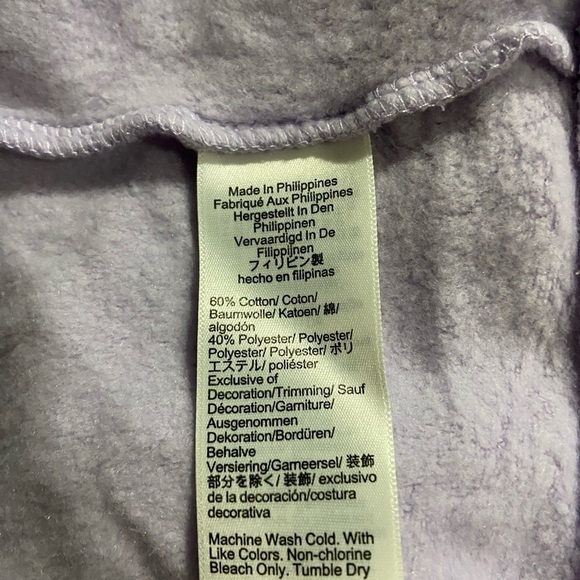 Made In Philippines
Fabriqué Aux Philippines
Hergestellt In Den
Philippinen
Vervaardigd In De
Filippijnen
フィリピン製
hecho en filipinas
60% Cotton/ Coton/
Baumwolle/ Katoen/ 綿/
algodón
40% Polyester/ Polyester/
Polyester/ Polyester/ ポリ
エステル/ poliéster
Exclusive of
Decoration/Trimming/ Sauf
Décoration/Garniture/
Ausgenommen
Dekoration/Bordüren/
Behalve
Versiering/Garneersel/ 装飾
部分を除く/ 装飾/ exclusivo
de la decoración/costura
decorativa
Machine Wash Cold. With
Like Colors. Non-chlorine
Bleach Only. Tumble Dry